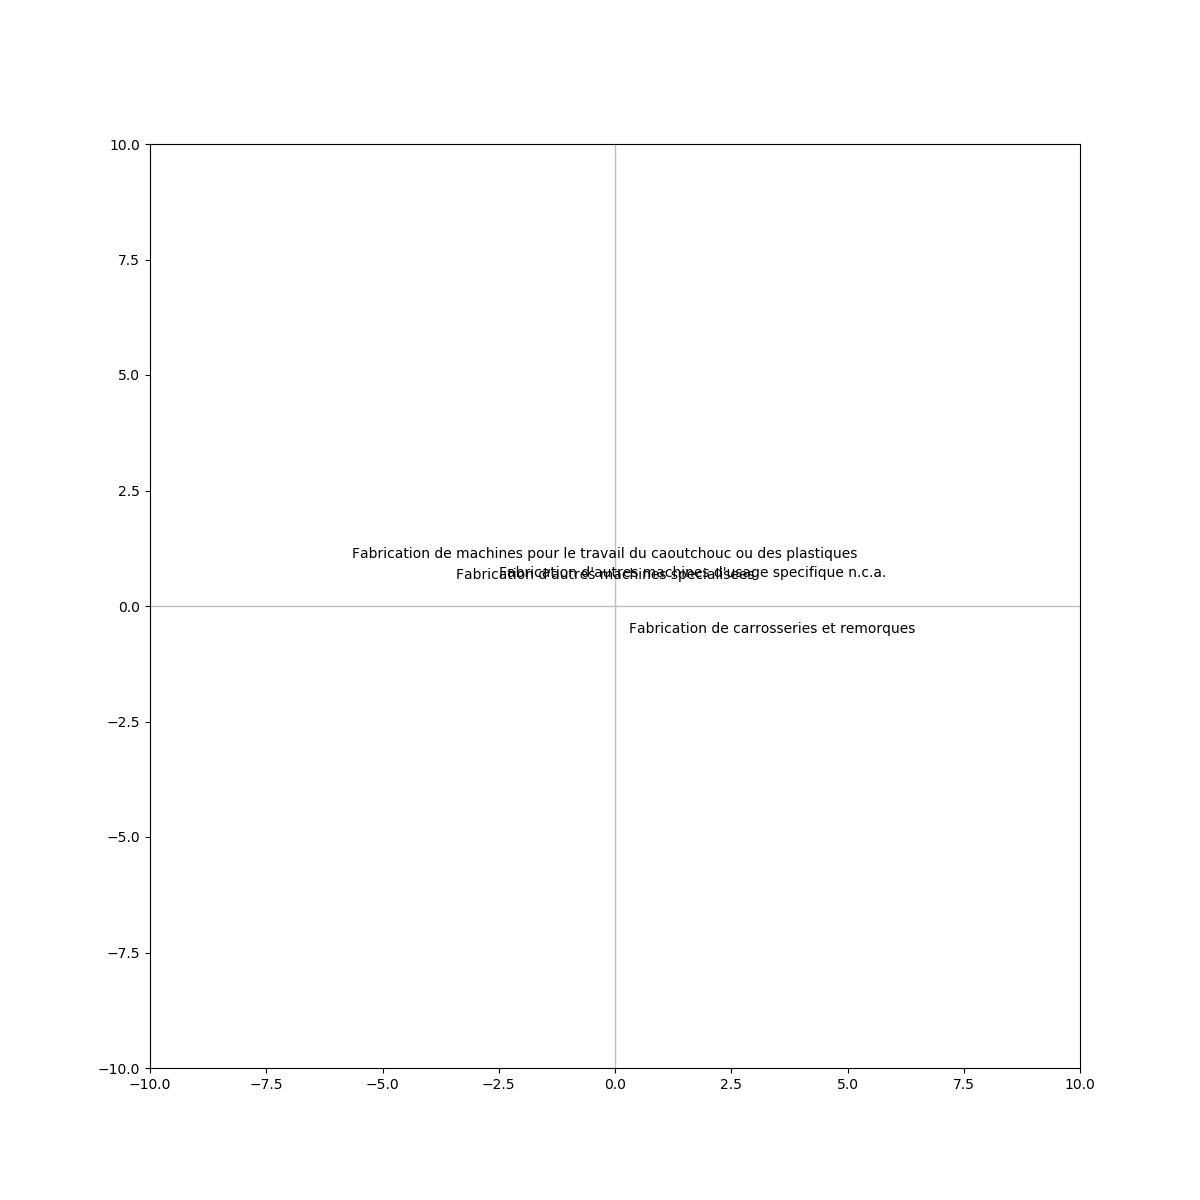 10.0
7.5
5.0
2.5
Fabrication de machines pour le travail du caoutchouc ou des plastiques
Fabrication d'autres machines d'usage specifique n.c.a.
Fabrication d'autres machines spécialisées
0.0
Fabrication de carrosseries et remorques
−2.5
−5.0
−7.5
−10.0
−10.0 −7.5 −5.0 −2.5 0.0 2.5 5.0 7.5 10.0